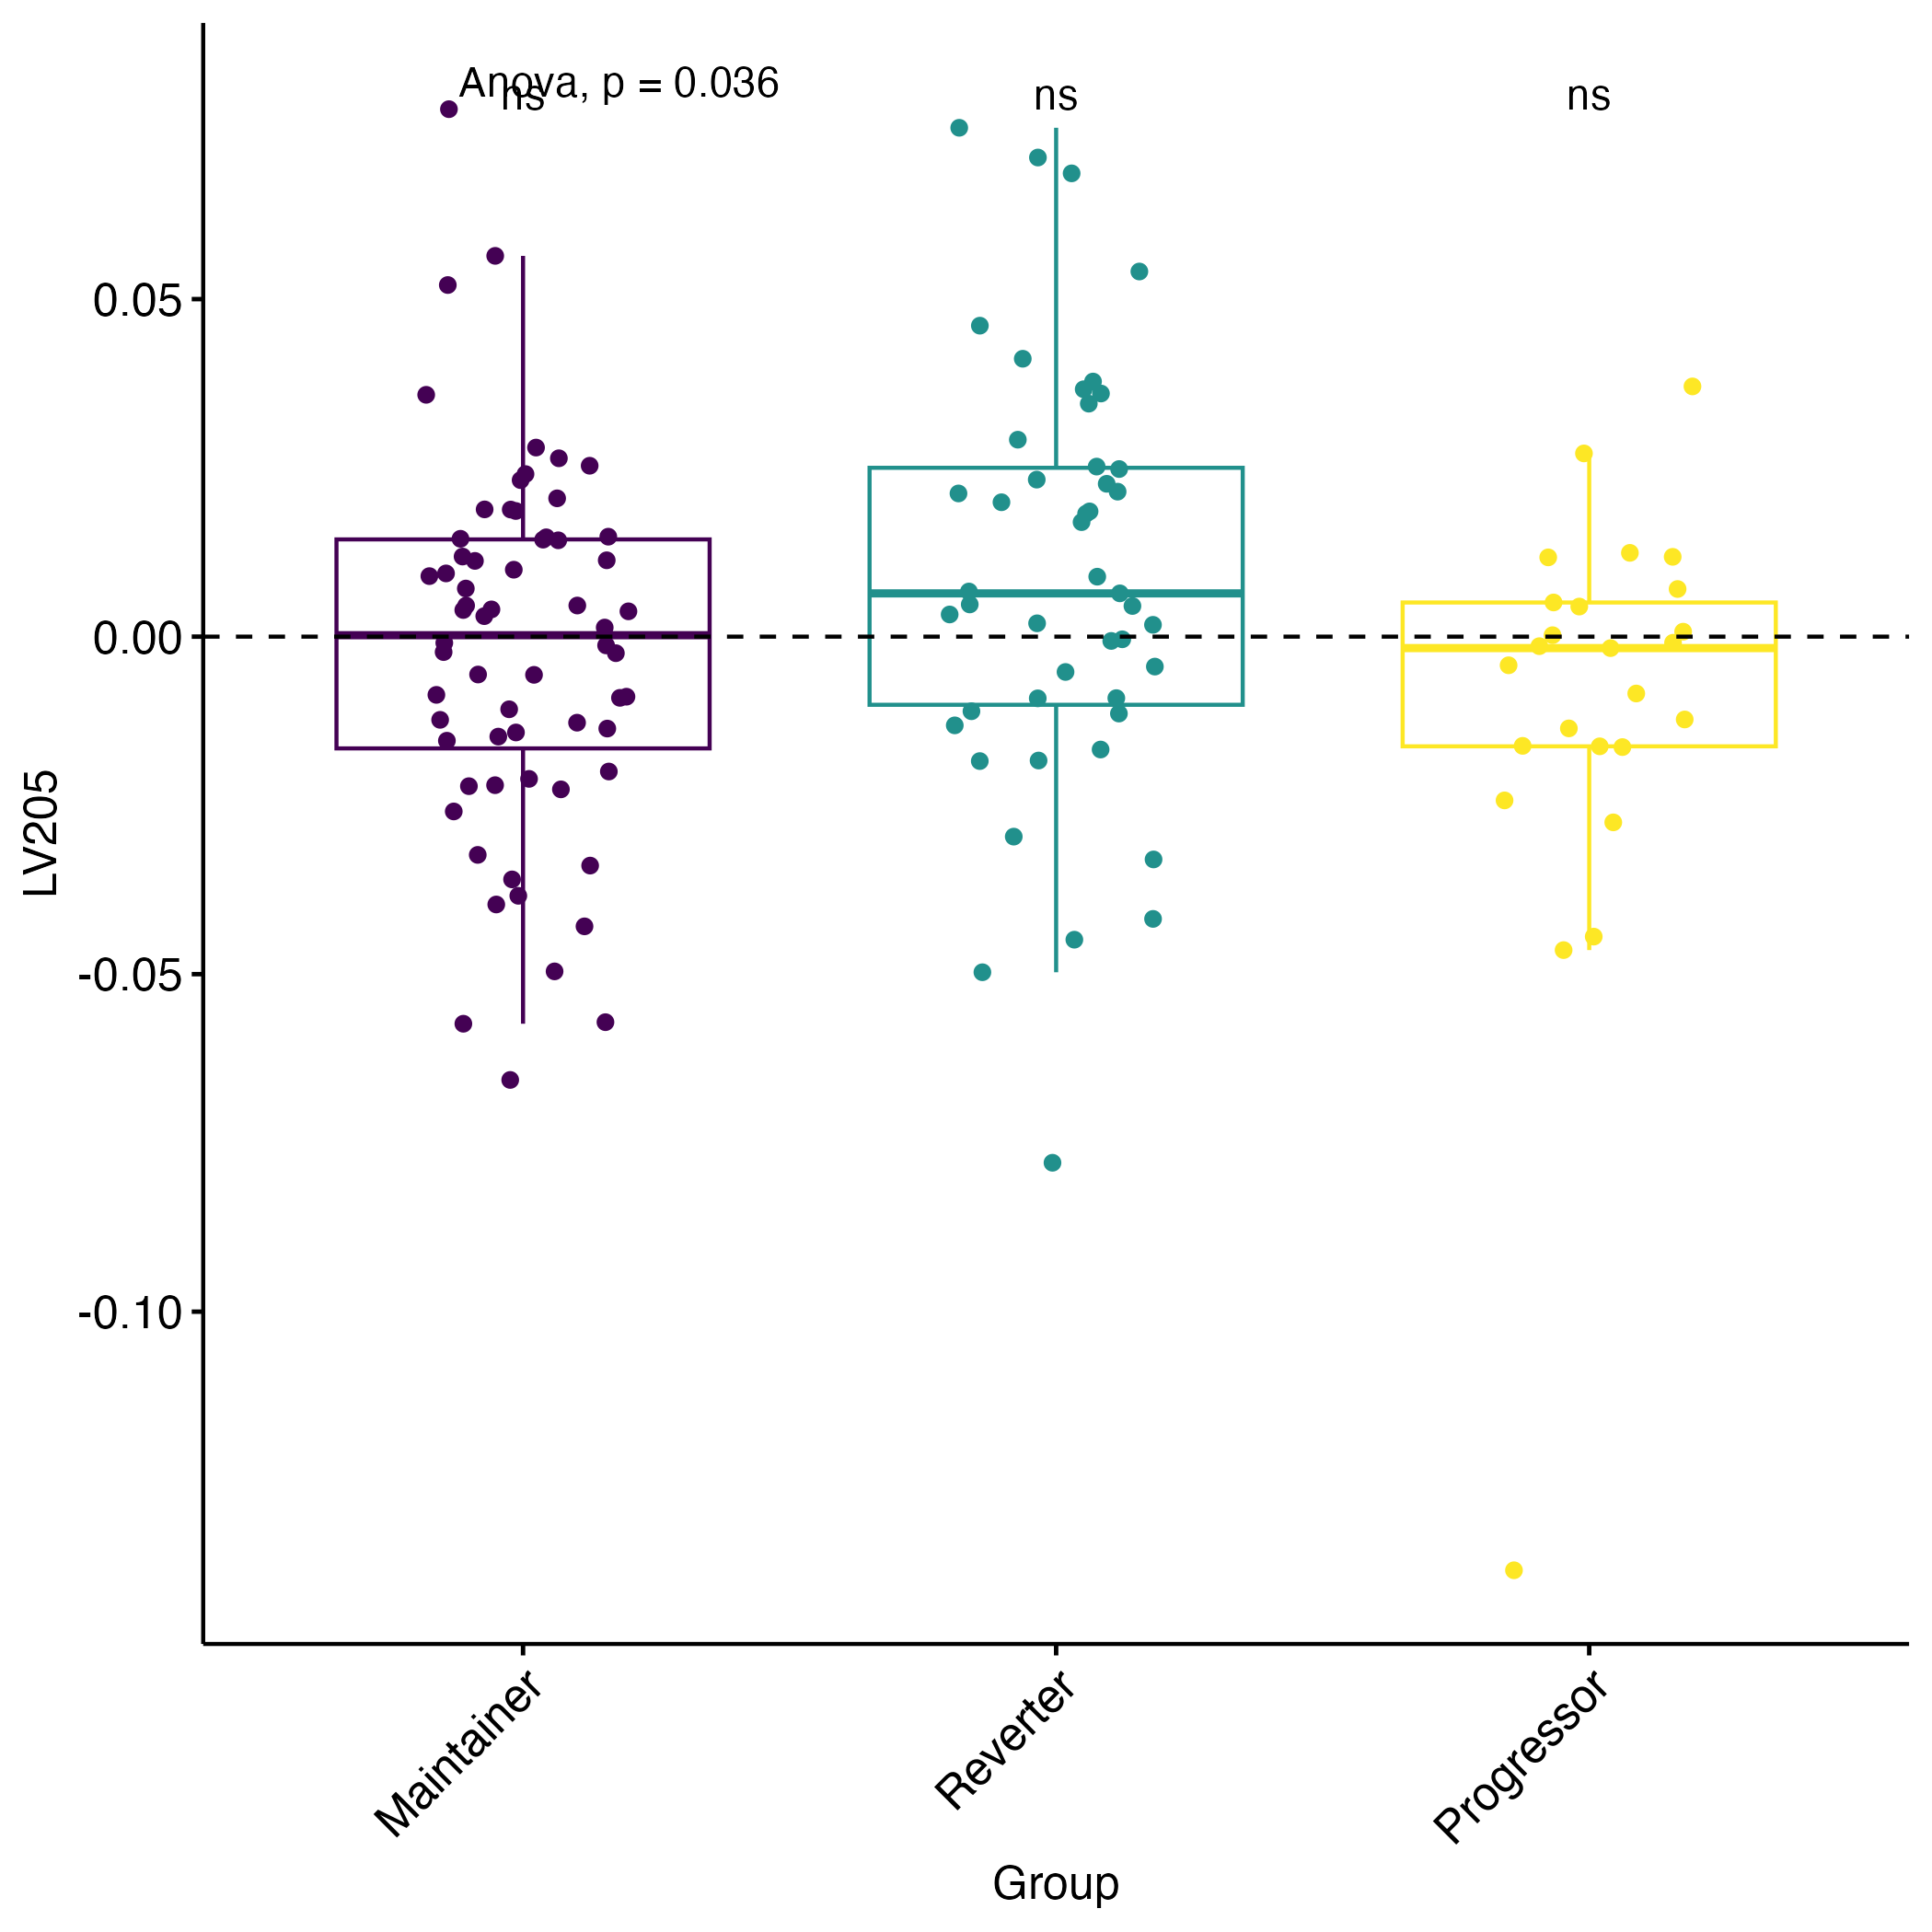 Anova, p = 0.036
ns
ns
ns
0.05
0.00
-0.05
-0.10
LV205
Maintainer
Reverter
Progressor
Group